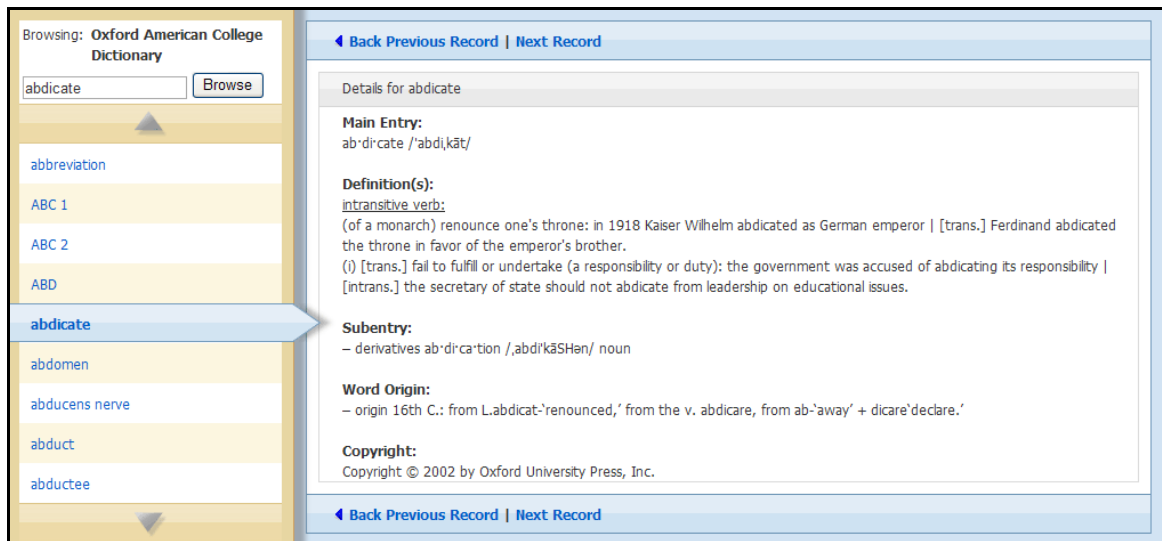 Browsing: Oxford American College
Dictionary
abdicate Browse
abbreviation
ABC 1
ABC 2
ABD
abdicate
abdomen
abducens nerve
abduct
abductee
Back Previous Record | Next Record
Details for abdicate
Main Entry:
ab·di·cate /'abdi,kāt/
Definition(s):
intransitive verb:
(of a monarch) renounce one's throne: in 1918 Kaiser Wilhelm abdicated as German emperor | [trans.] Ferdinand abdicated
the throne in favor of the emperor's brother.
(i) [trans.] fail to fulfill or undertake (a responsibility or duty): the government was accused of abdicating its responsibility |
[intrans.] the secretary of state should not abdicate from leadership on educational issues.
Subentry:
– derivatives ab·di·ca·tion /,abdi'kāSHən/ noun
Word Origin:
– origin 16th C.: from L.abdicat-‘renounced,’ from the v. abdicare, from ab-‘away’ + dicare‘declare.’
Copyright:
Copyright © 2002 by Oxford University Press, Inc.
Back Previous Record | Next Record